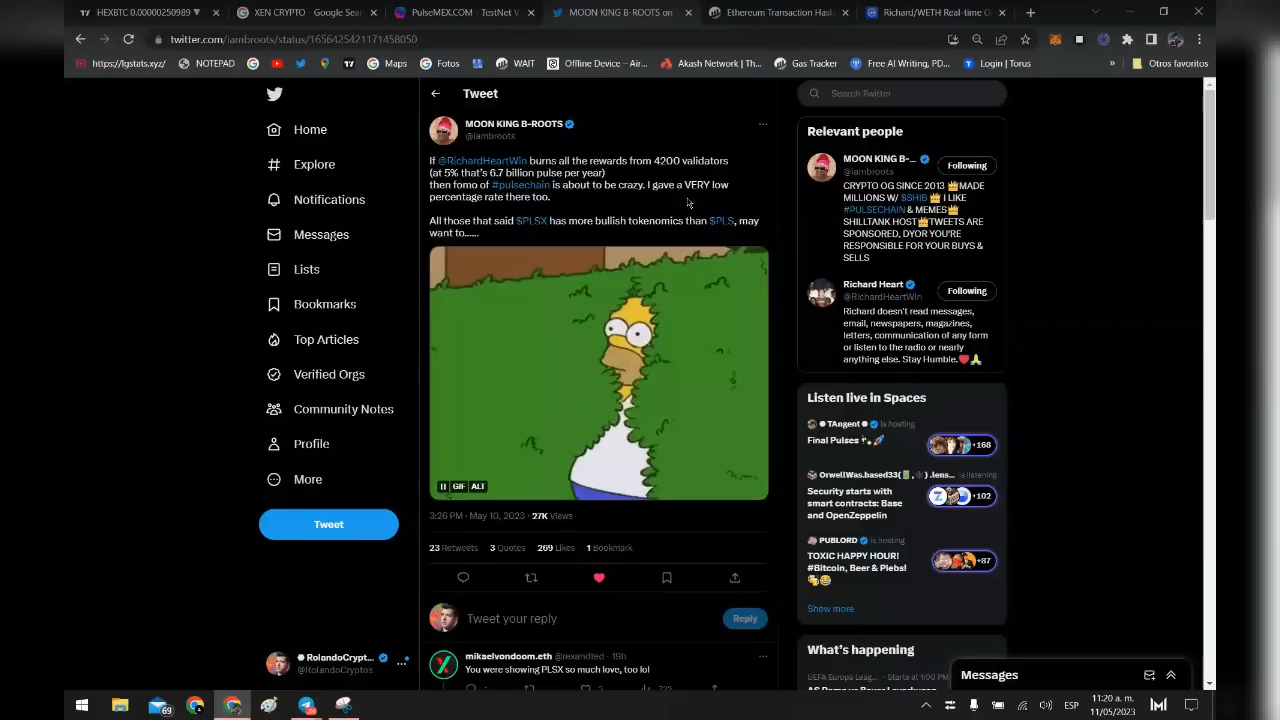 HEXBTC 0.00000250989
XEN CRYPTO - Google Sear
PulseMEX.COM - TestNet V
MOON KING B-ROOTS on
Ethereum Transaction Hash
Richard/WETH Real-time O
twitter.com/iambroots/status/1656425421171458050
https://tgstats.xyz/
NOTEPAD
Maps
Fotos
WAIT
Offline Device – Air...
Akash Network | Th...
Gas Tracker
Free AI Writing, PD...
Login | Torus
»
Otros favoritos
Home
Explore
Notifications
Messages
Lists
Bookmarks
Top Articles
Verified Orgs
Community Notes
Profile
More
Tweet
RolandoCrypt...
@RolandoCryptos
Tweet
MOON KING B-ROOTS
@iambroots
If @RichardHeartWin burns all the rewards from 4200 validators
(at 5% that's 6.7 billion pulse per year)
then fomo of #pulsechain is about to be crazy. I gave a VERY low
percentage rate there too.
All those that said $PLSX has more bullish tokenomics than $PLS, may
want to......
GIF ALT
3:26 PM · May 10, 2023 · 27K Views
23 Retweets 3 Quotes 269 Likes 1 Bookmark
Tweet your reply
Reply
mikaelvondoom.eth @rexandted · 19h
You were showing PLSX so much love, too lol
Search Twitter
Relevant people
MOON KING B-...
@iambroots
Following
CRYPTO OG SINCE 2013 👑MADE
MILLIONS W/ $SHIB 👑 I LIKE
#PULSECHAIN & MEMES👑
SHILLTANK HOST👑TWEETS ARE
SPONSORED, DYOR YOU'RE
RESPONSIBLE FOR YOUR BUYS &
SELLS
Richard Heart
@RichardHeartWin
Following
Richard doesn't read messages,
email, newspapers, magazines,
letters, communication of any form
or listen to the radio or nearly
anything else. Stay Humble.❤️🙏
Listen live in Spaces
TAngent is hosting
Final Pulses
+168
OrwellWas.based33( , ) .lens... is listening
Security starts with
smart contracts: Base
and OpenZeppelin
+102
PUBLORD is hosting
TOXIC HAPPY HOUR!
#Bitcoin, Beer & Plebs!
+87
Show more
What's happening
UEFA Europa Leag... · Starts at 1:00 PM
Messages
69
ESP
11:20 a. m.
11/05/2023